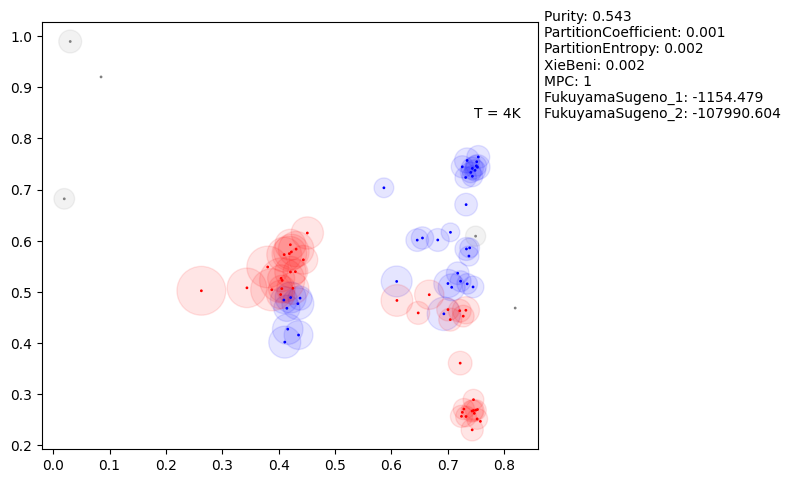 Purity: 0.543
PartitionCoefficient: 0.001
PartitionEntropy: 0.002
XieBeni: 0.002
MPC: 1
FukuyamaSugeno_1: -1154.479
FukuyamaSugeno_2: -107990.604
T = 4K
1.0
0.9
0.8
0.7
0.6
0.5
0.4
0.3
0.2
0.0 0.1 0.2 0.3 0.4 0.5 0.6 0.7 0.8